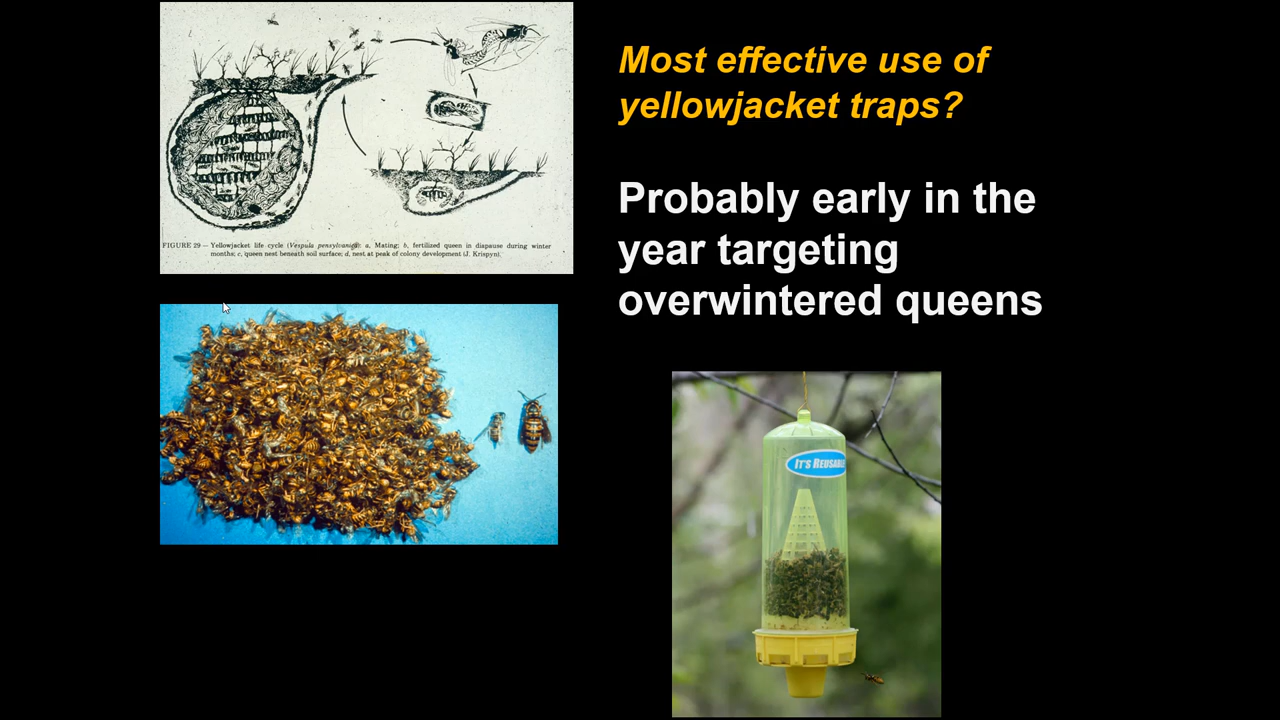 Most effective use of
yellowjacket traps?
Probably early in the
year targeting
overwintered queens
FIGURE 29 — Yellowjacket life cycle (Vespula pensylvanica): a, Mating; b, fertilized queen in diapause during winter
months; c, queen nest beneath soil surface; d, nest at peak of colony development (J. Krispyn).
IT'S REUSABLE